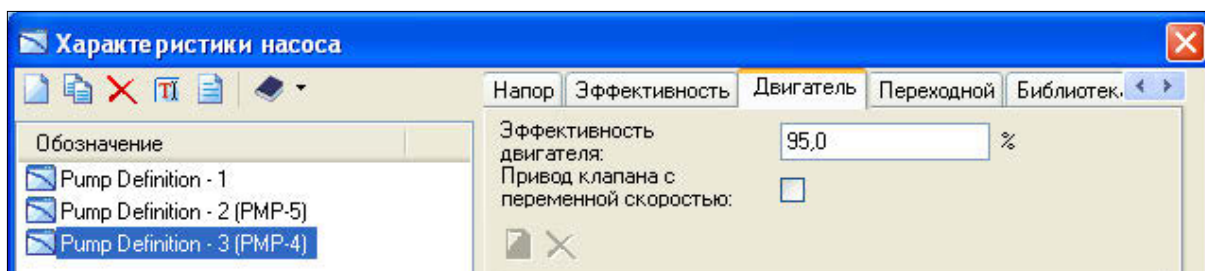 Характеристики насоса
Напор Эффективность Двигатель Переходной Библиотек
Обозначение
Pump Definition - 1
Pump Definition - 2 (PMP-5)
Pump Definition - 3 (PMP-4)
Эффективность
двигателя:
95,0 %
Привод клапана с
переменной скоростью: